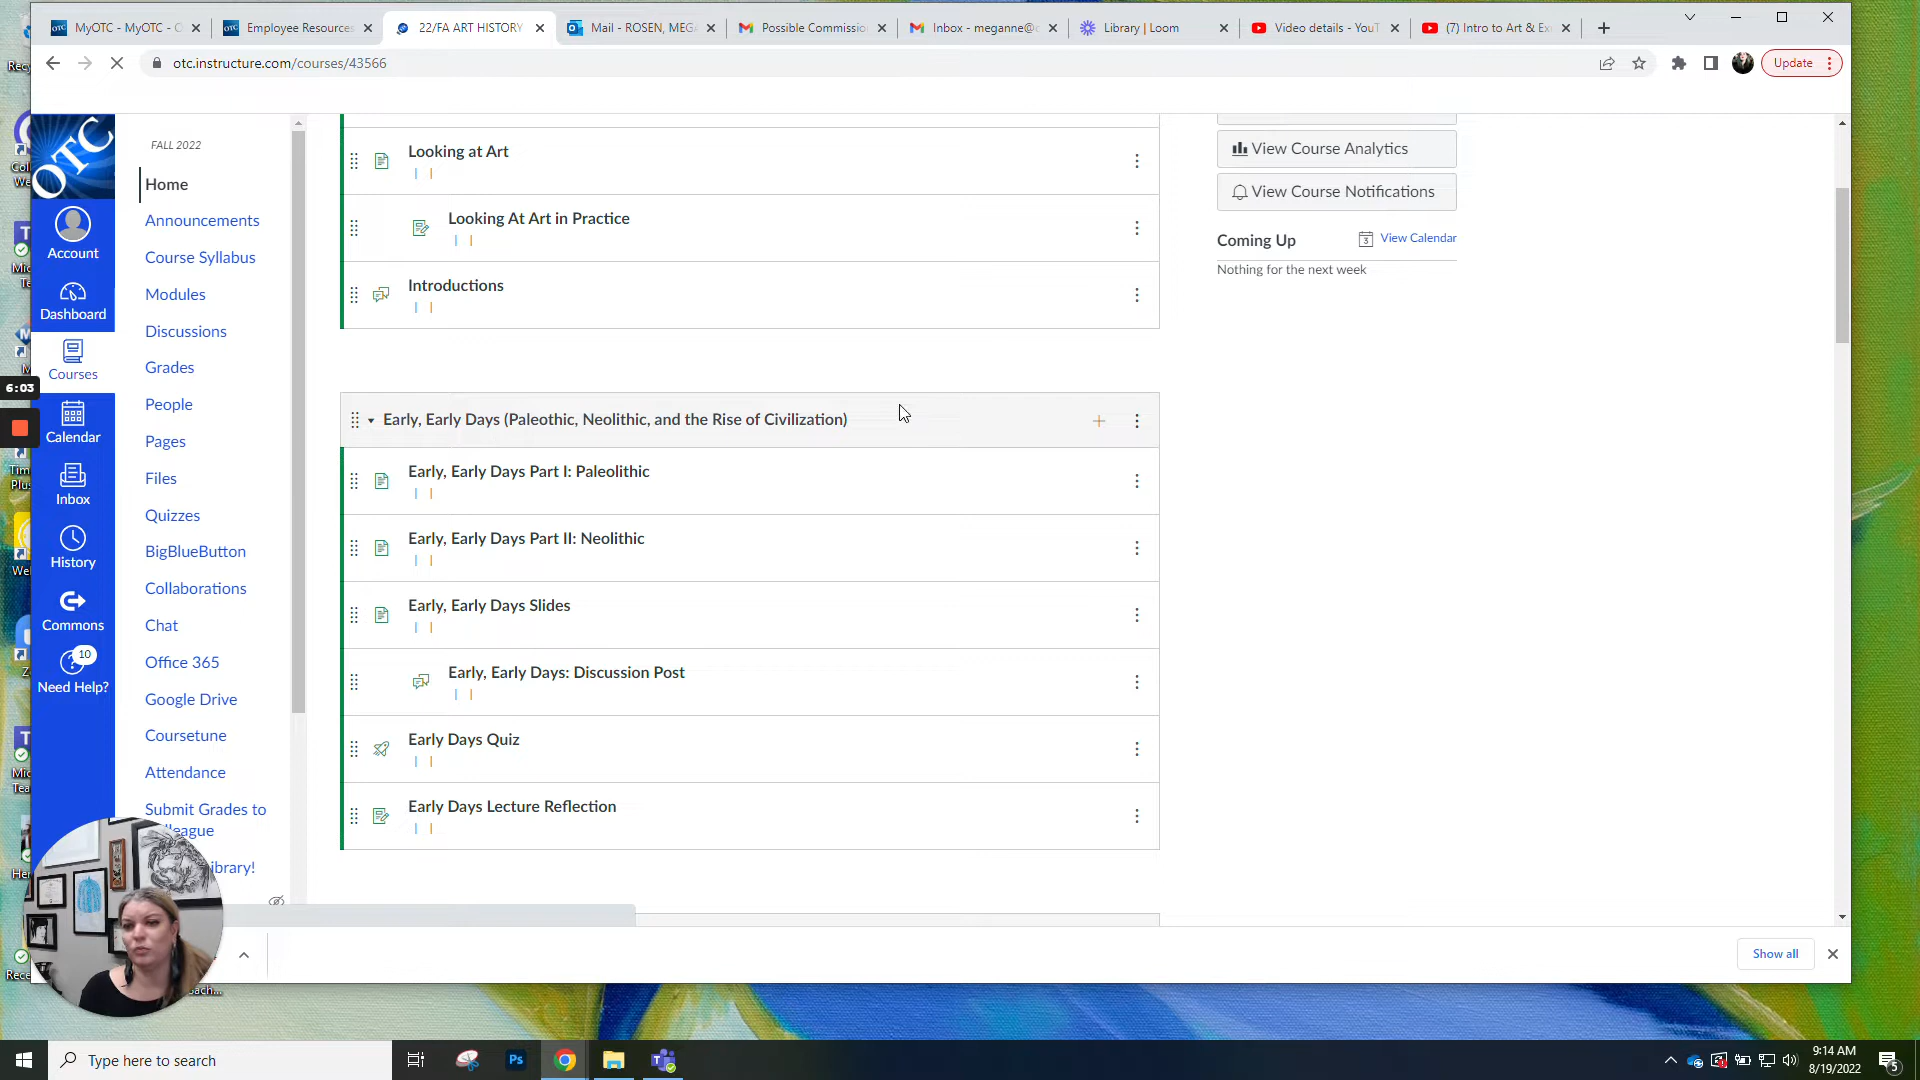 MyOTC - MyOTC - O
Employee Resources
22/FA ART HISTORY
Mail - ROSEN, MEGA
Possible Commissio
Inbox - meganne@e
Library | Loom
Video details - YouT
(7) Intro to Art & Ex
otc.instructure.com/courses/43566
Update
OTC
Account
Dashboard
Courses
6:03
Calendar
Inbox
History
Commons
10
Need Help?
FALL 2022
Home
Announcements
Course Syllabus
Modules
Discussions
Grades
People
Pages
Files
Quizzes
BigBlueButton
Collaborations
Chat
Office 365
Google Drive
Coursetune
Attendance
Submit Grades to
league
ibrary!
Looking at Art
Looking At Art in Practice
Introductions
Early, Early Days (Paleothic, Neolithic, and the Rise of Civilization)
Early, Early Days Part I: Paleolithic
Early, Early Days Part II: Neolithic
Early, Early Days Slides
Early, Early Days: Discussion Post
Early Days Quiz
Early Days Lecture Reflection
View Course Analytics
View Course Notifications
Coming Up
3 View Calendar
Nothing for the next week
Show all
Type here to search
Ps
9:14 AM
8/19/2022
5